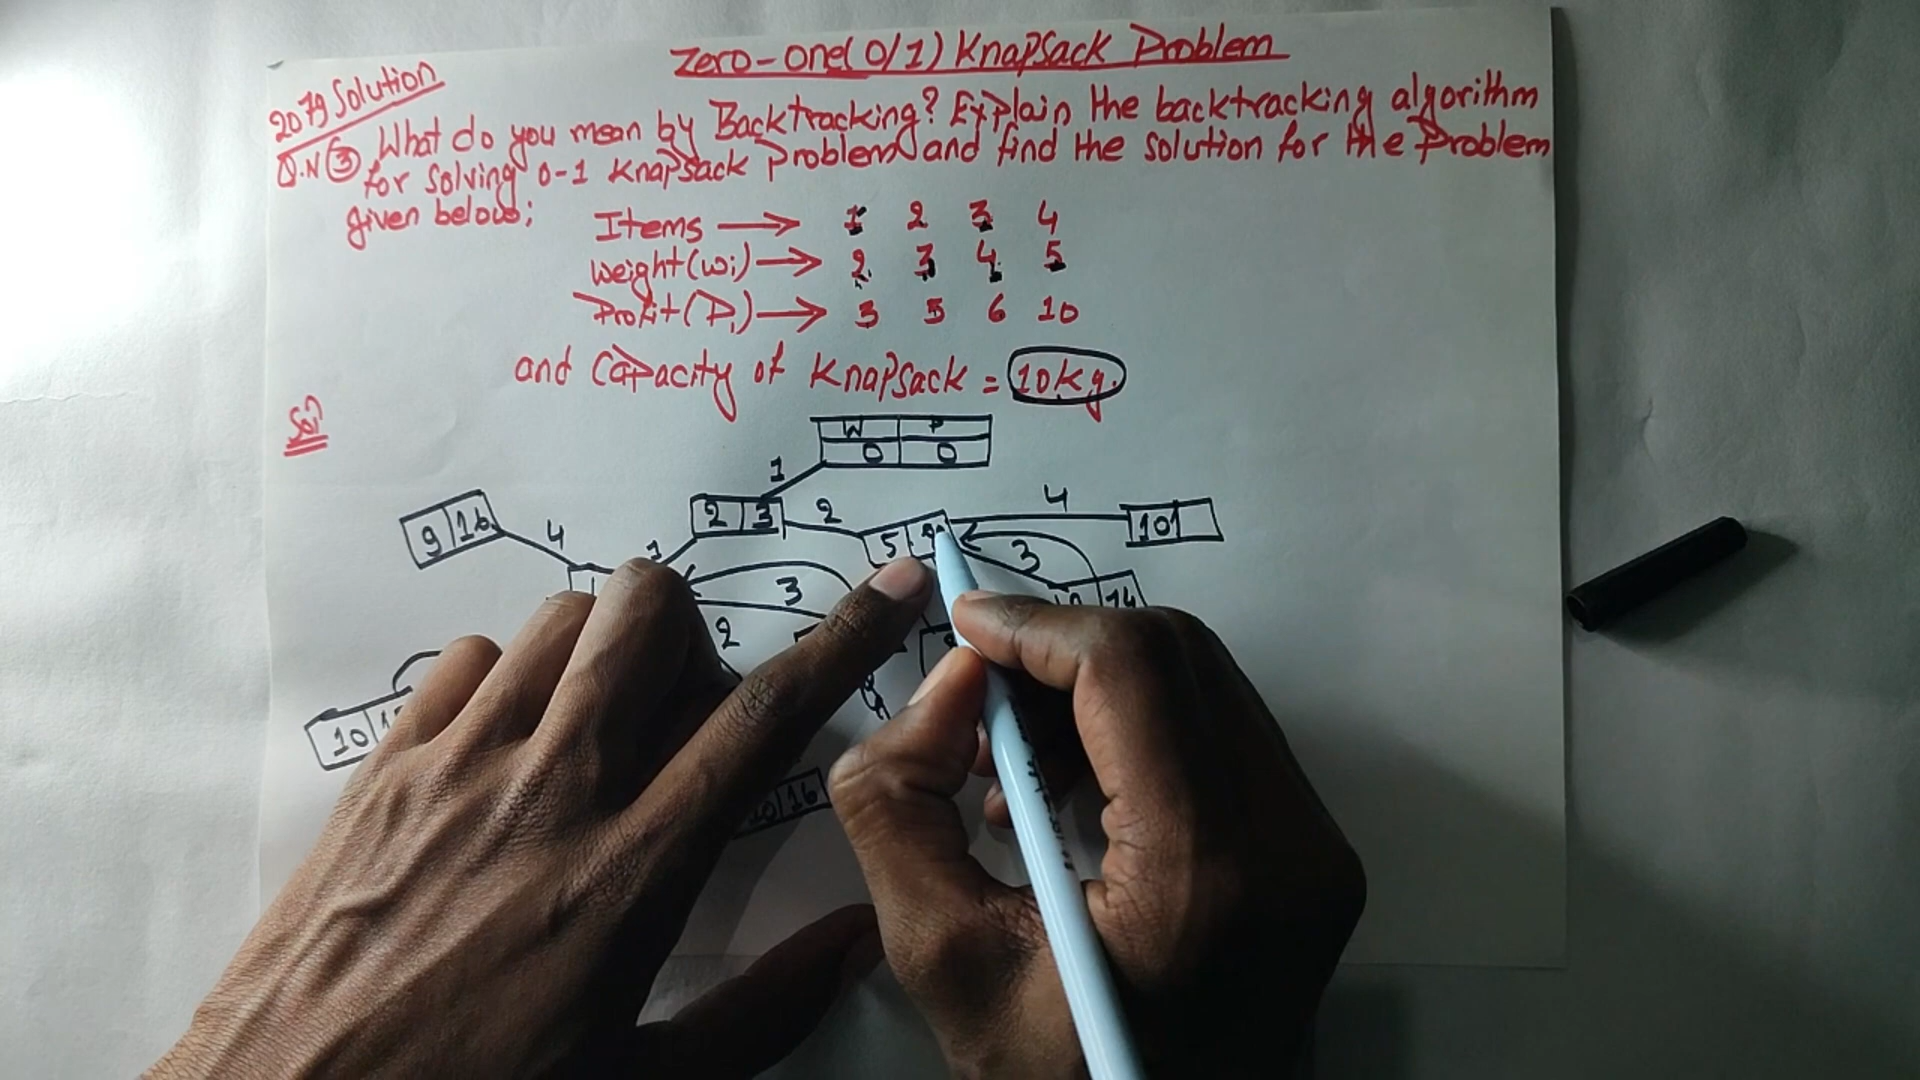 Zero-one(0/1) Knapsack Problem
2079 Solution
Q.N ③ What do you mean by Backtracking? Explain the backtracking algorithm
for solving 0-1 Knapsack Problem and find the solution for the Problem
given below;
Items → 1 2 3 4
Weight(wi) → 2 3 4 5
Profit(Pi) → 3 5 6 10
and Capacity of Knapsack = 10kg.
Soln
W P
0 0
1
2 3
2
4
10
9 16
4
1
5
3
3
14
2
10
10 16